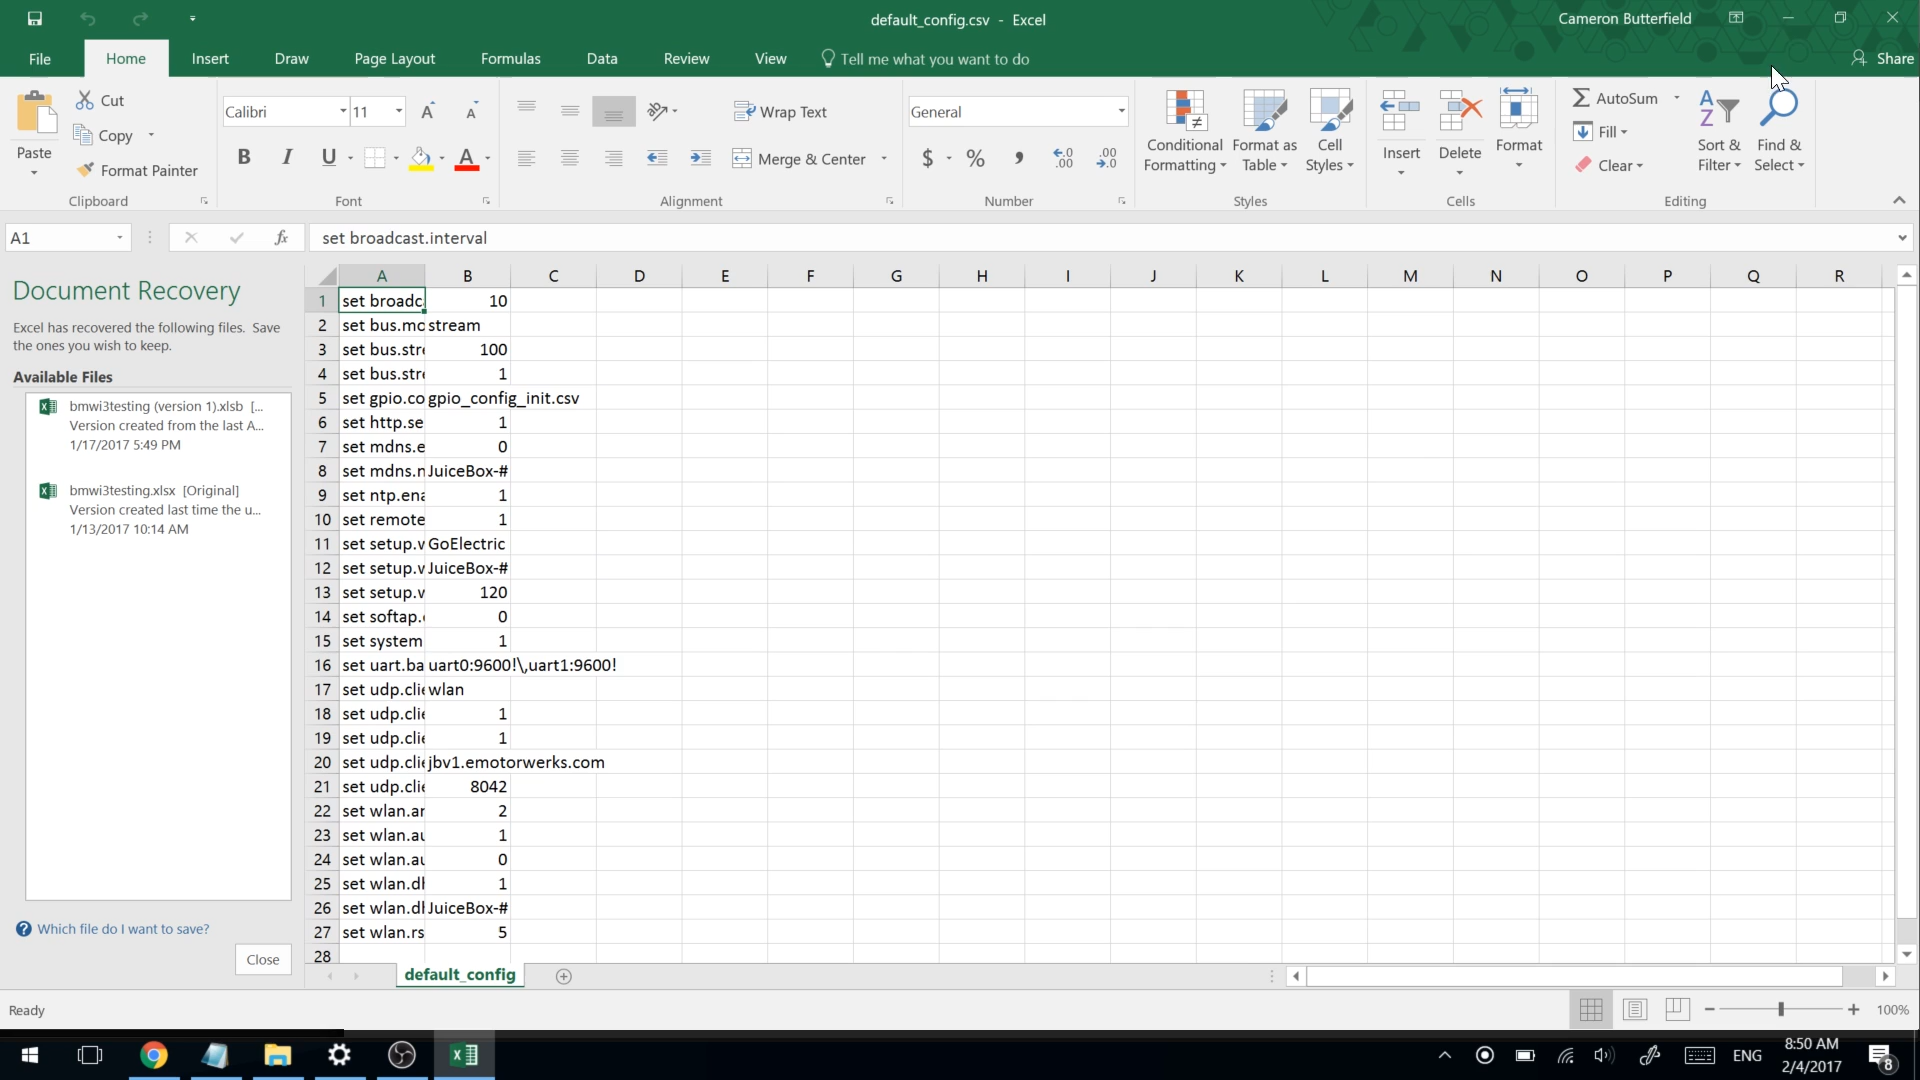 default_config.csv - Excel
Cameron Butterfield
File Home Insert Draw Page Layout Formulas Data Review View Tell me what you want to do Share
Cut
Copy
Format Painter
Paste
Clipboard
Calibri 11
B I U
Font
Wrap Text
Merge & Center
Alignment
General
$ % ,
Number
Conditional Formatting
Format as Table
Cell Styles
Styles
Insert
Delete
Format
Cells
AutoSum
Fill
Clear
Sort & Filter
Find & Select
Editing
A1 fx set broadcast.interval
Document Recovery
Excel has recovered the following files. Save
the ones you wish to keep.
Available Files
bmwi3testing (version 1).xlsb [...
Version created from the last A...
1/17/2017 5:49 PM
bmwi3testing.xlsx [Original]
Version created last time the u...
1/13/2017 10:14 AM
Which file do I want to save?
Close
A B C D E F G H I J K L M N O P Q R
1 set broadc 10
2 set bus.mo stream
3 set bus.stre 100
4 set bus.stre 1
5 set gpio.co gpio_config_init.csv
6 set http.se 1
7 set mdns.e 0
8 set mdns.n JuiceBox-#
9 set ntp.ena 1
10 set remote 1
11 set setup.w GoElectric
12 set setup.w JuiceBox-#
13 set setup.w 120
14 set softap. 0
15 set system 1
16 set uart.ba uart0:9600!\,uart1:9600!
17 set udp.clie wlan
18 set udp.clie 1
19 set udp.clie 1
20 set udp.clie jbv1.emotorwerks.com
21 set udp.clie 8042
22 set wlan.an 2
23 set wlan.au 1
24 set wlan.au 0
25 set wlan.dh 1
26 set wlan.dh JuiceBox-#
27 set wlan.rs 5
28
default_config
Ready
100%
ENG
8:50 AM
2/4/2017
8